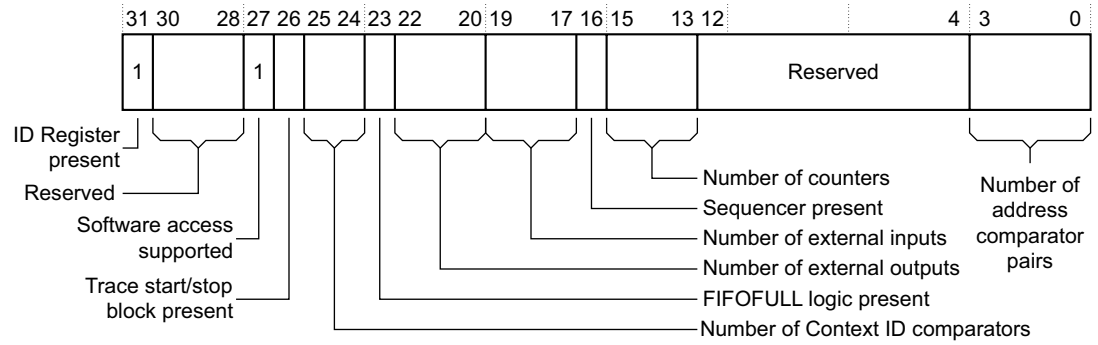 31 30 28 27 26 25 24 23 22 20 19 17 16 15 13 12 4 3 0
1 1 Reserved
ID Register
present
Reserved
Software access
supported
Trace start/stop
block present
Number of counters
Sequencer present
Number of external inputs
Number of external outputs
FIFOFULL logic present
Number of Context ID comparators
Number of
address
comparator
pairs